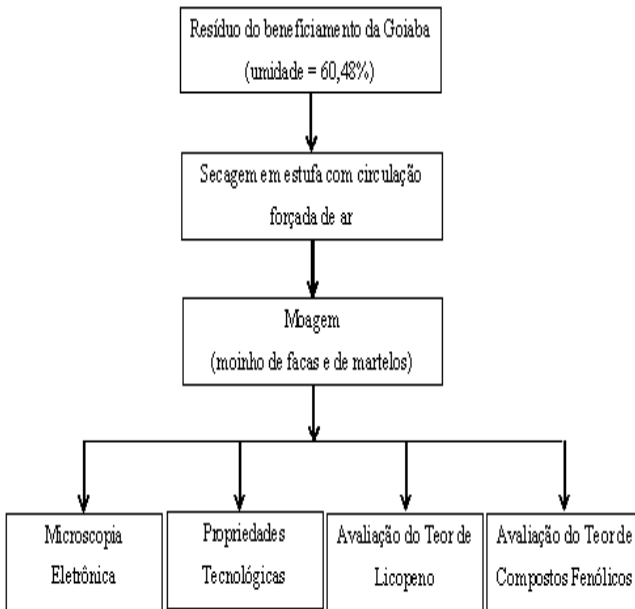 Resíduo do beneficiamento da Goiaba
(umidade = 60,48%)
Secagem em estufa com circulação
forçada de ar
Moagem
(moinho de facas e de martelos)
Microscopia
Eletrônica
Propriedades
Tecnológicas
Avaliação do Teor de
Licopeno
Avaliação do Teor de
Compostos Fenólicos